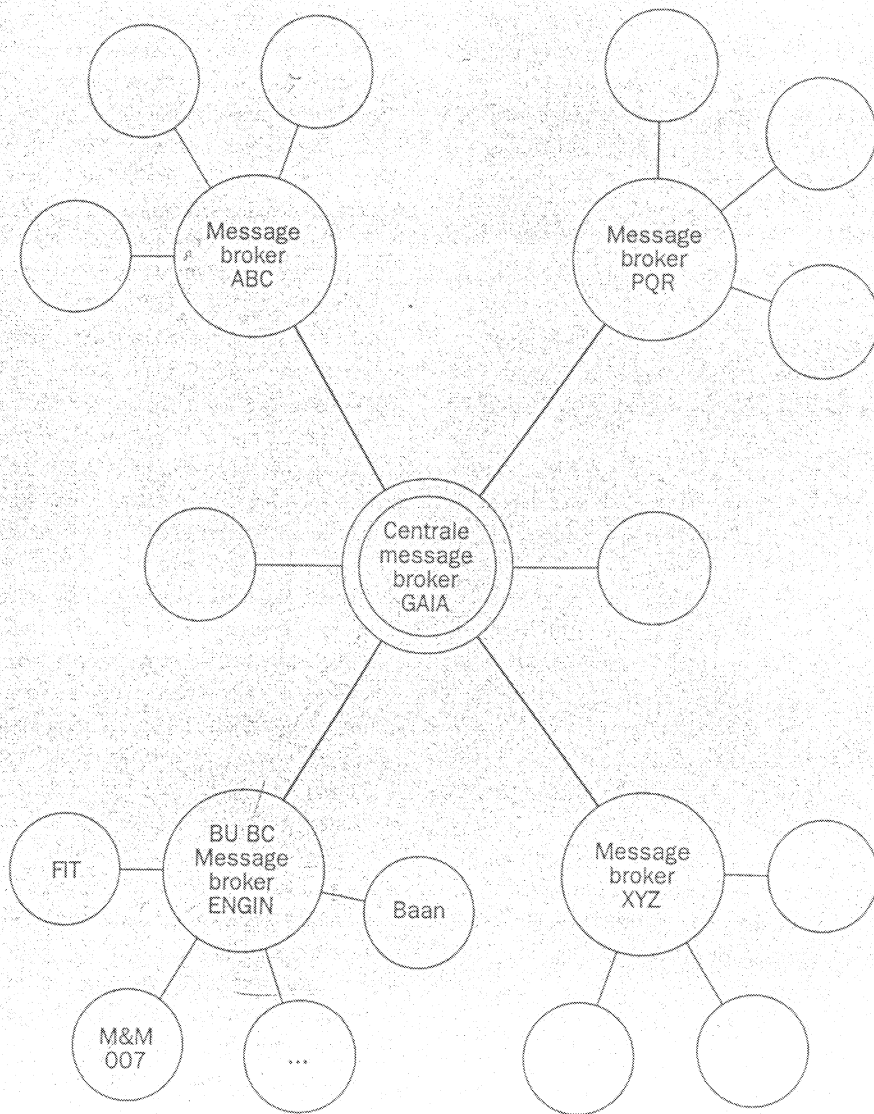 Message
broker
ABC
Message
broker
PQR
Centrale
message
broker
GAIA
BU BC
Message
broker
ENGIN
FIT
Baan
M&M
007
...
Message
broker
XYZ